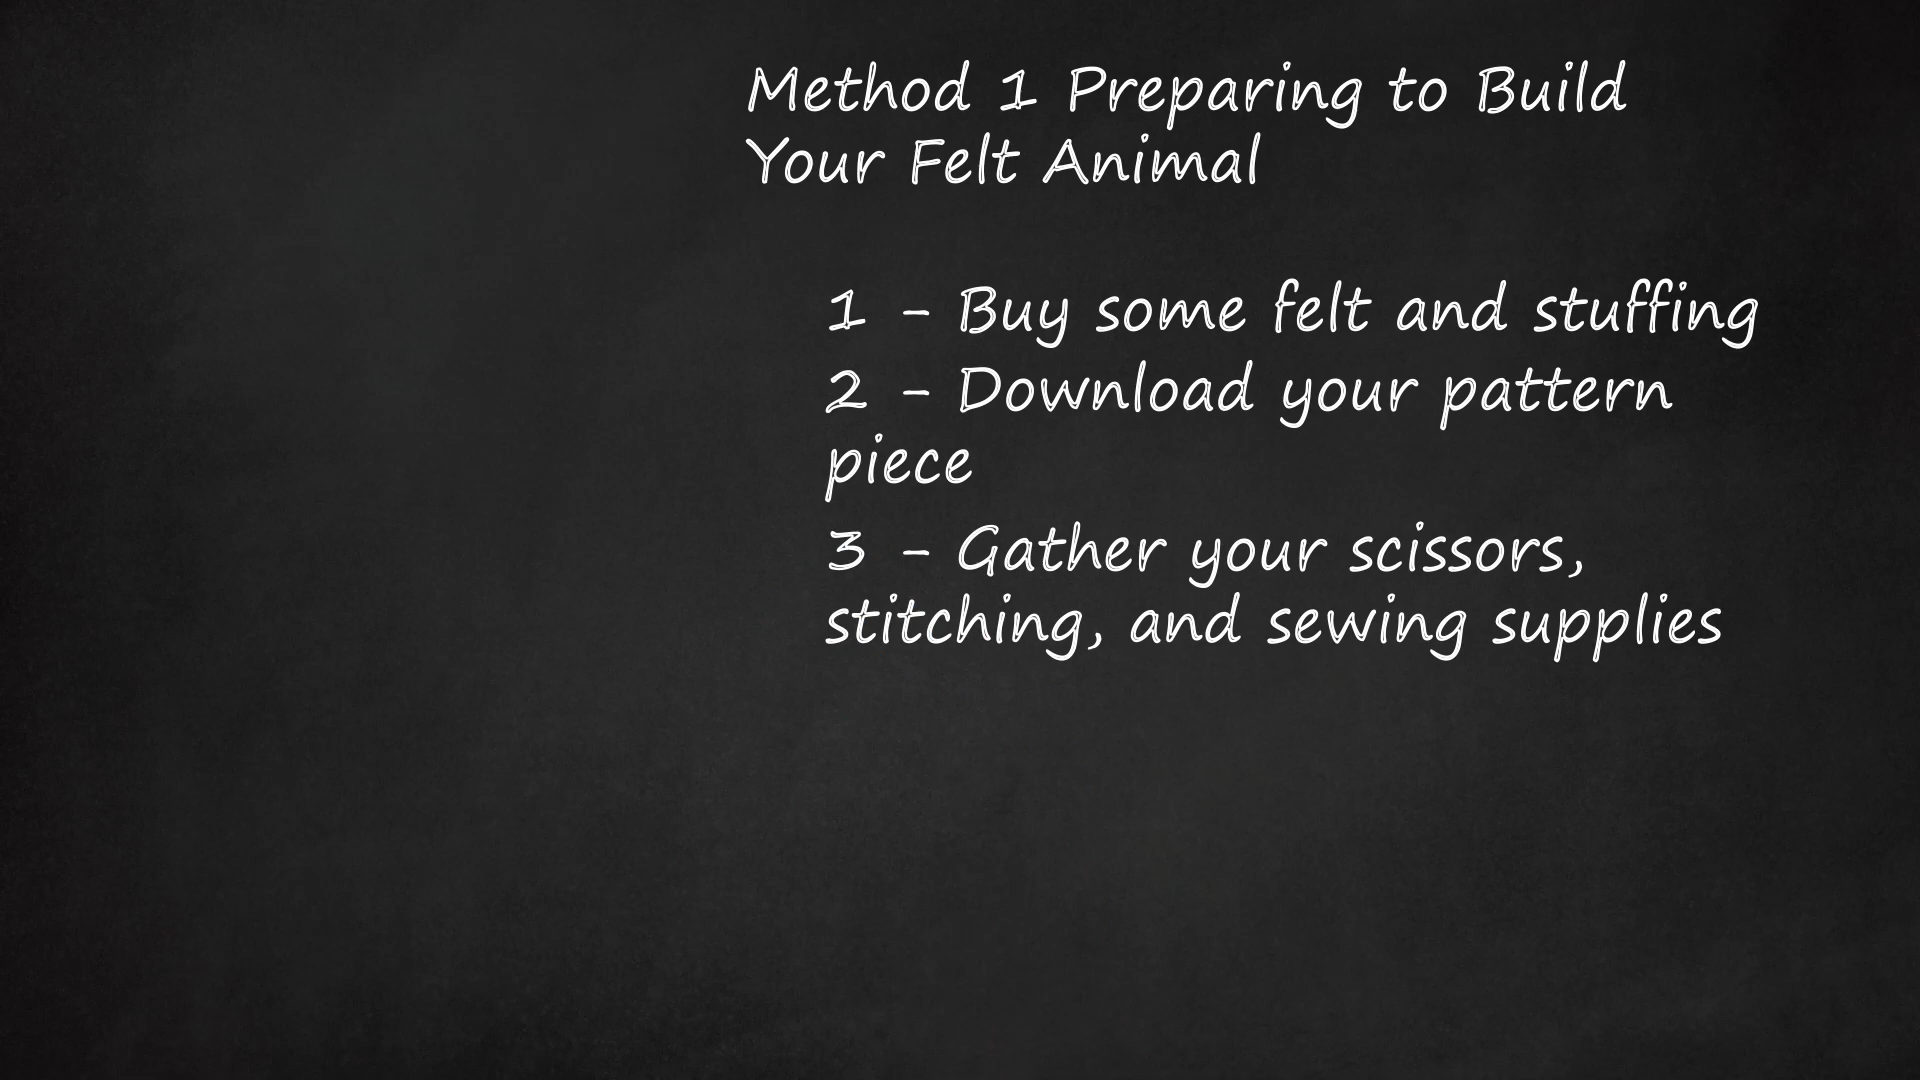 Method 1 Preparing to Build
Your Felt Animal
1 - Buy some felt and stuffing
2 - Download your pattern
piece
3 - Gather your scissors,
stitching, and sewing supplies